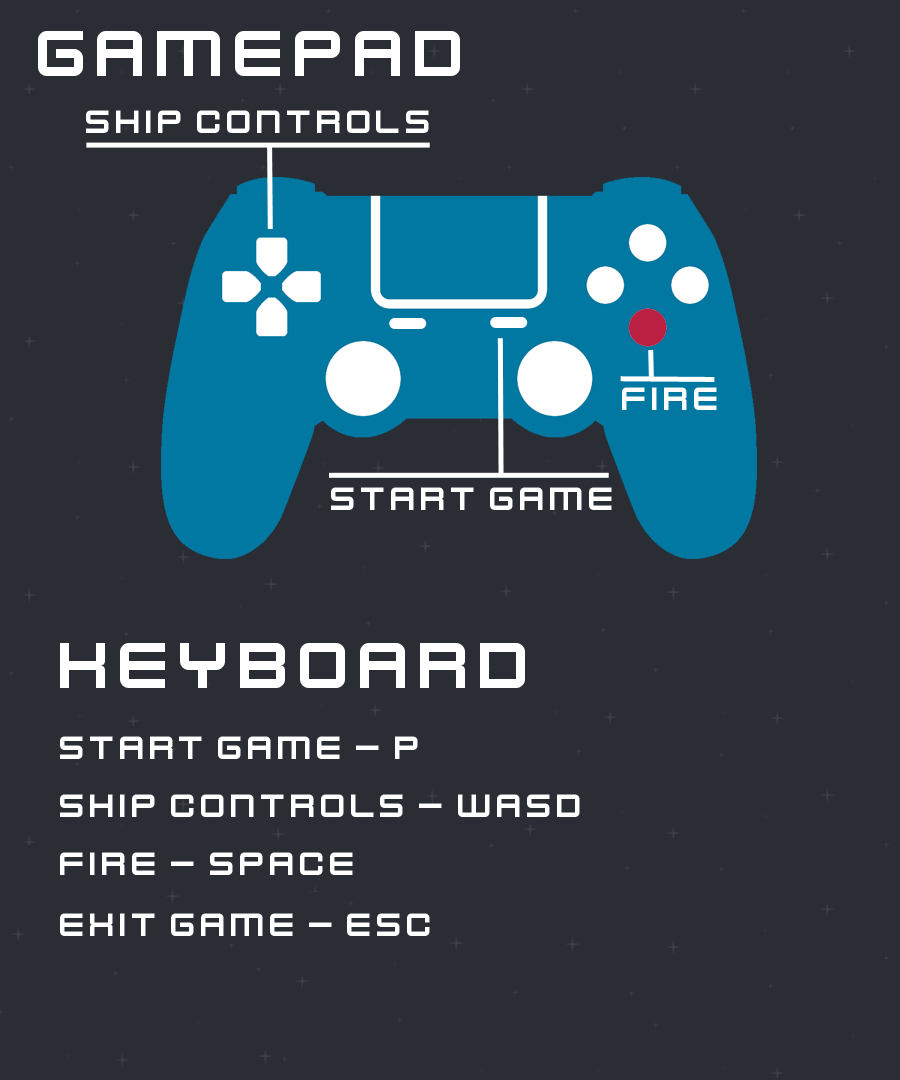 GAMEPAD
SHIP CONTROLS
FIRE
START GAME
KEYBOARD
START GAME – P
SHIP CONTROLS – WASD
FIRE – SPACE
EXIT GAME – ESC